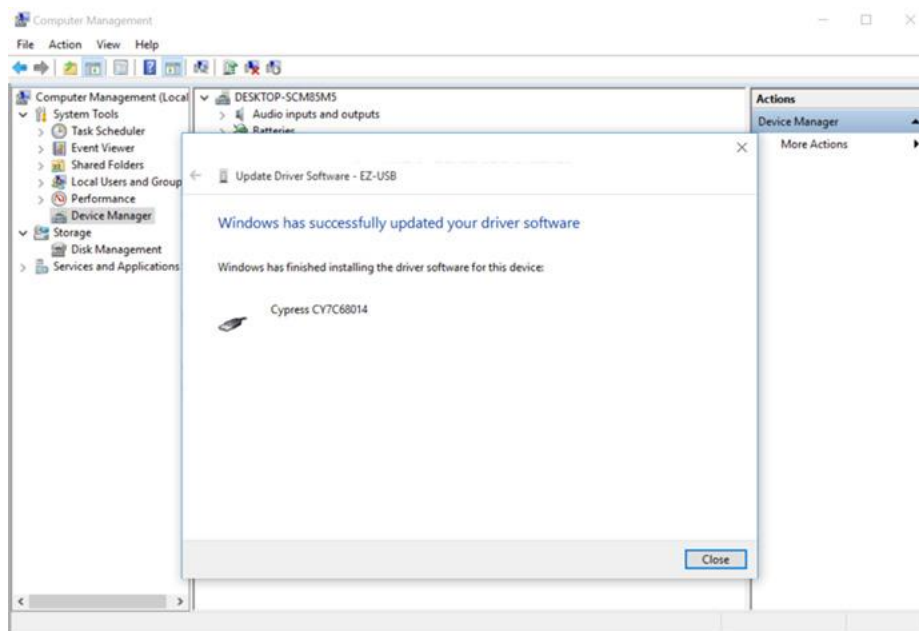 Computer Management
File Action View Help
Computer Management (Local
System Tools
Task Scheduler
Event Viewer
Shared Folders
Local Users and Group
Performance
Device Manager
Storage
Disk Management
Services and Applications
DESKTOP-SCM85M5
Audio inputs and outputs
Batteries
Update Driver Software - EZ-USB
Windows has successfully updated your driver software
Windows has finished installing the driver software for this device:
Cypress CY7C68014
Close
Actions
Device Manager
More Actions